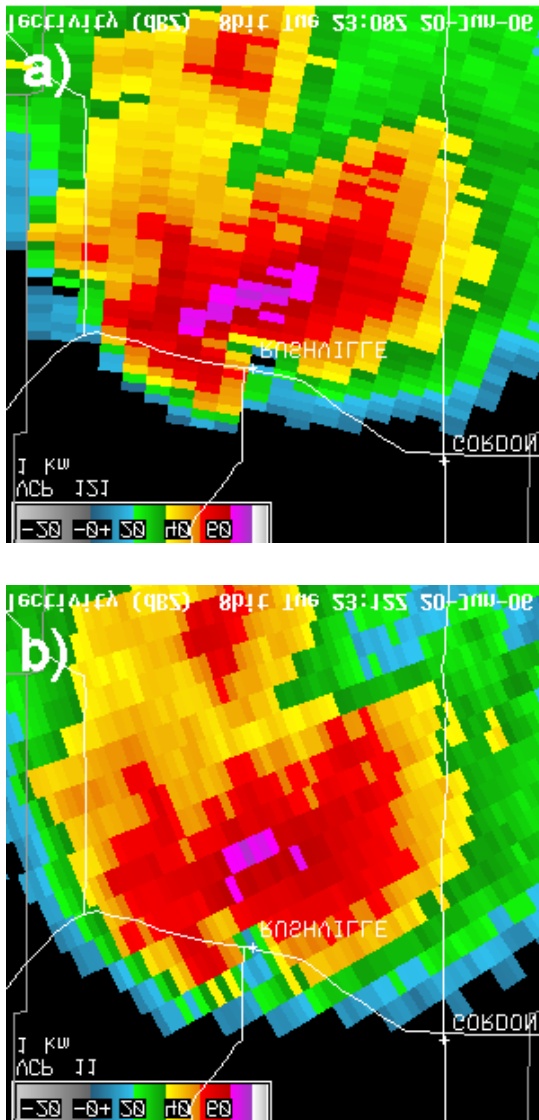 lectivity (dBZ) 8bit Tue 23:08Z 20-Jun-06
a)
RUSHVILLE
GORDON
1 km
VCP 121
-20 -0+ 20 40 60
lectivity (dBZ) 8bit Tue 23:12Z 20-Jun-06
b)
RUSHVILLE
GORDON
1 km
VCP 11
-20 -0+ 20 40 60